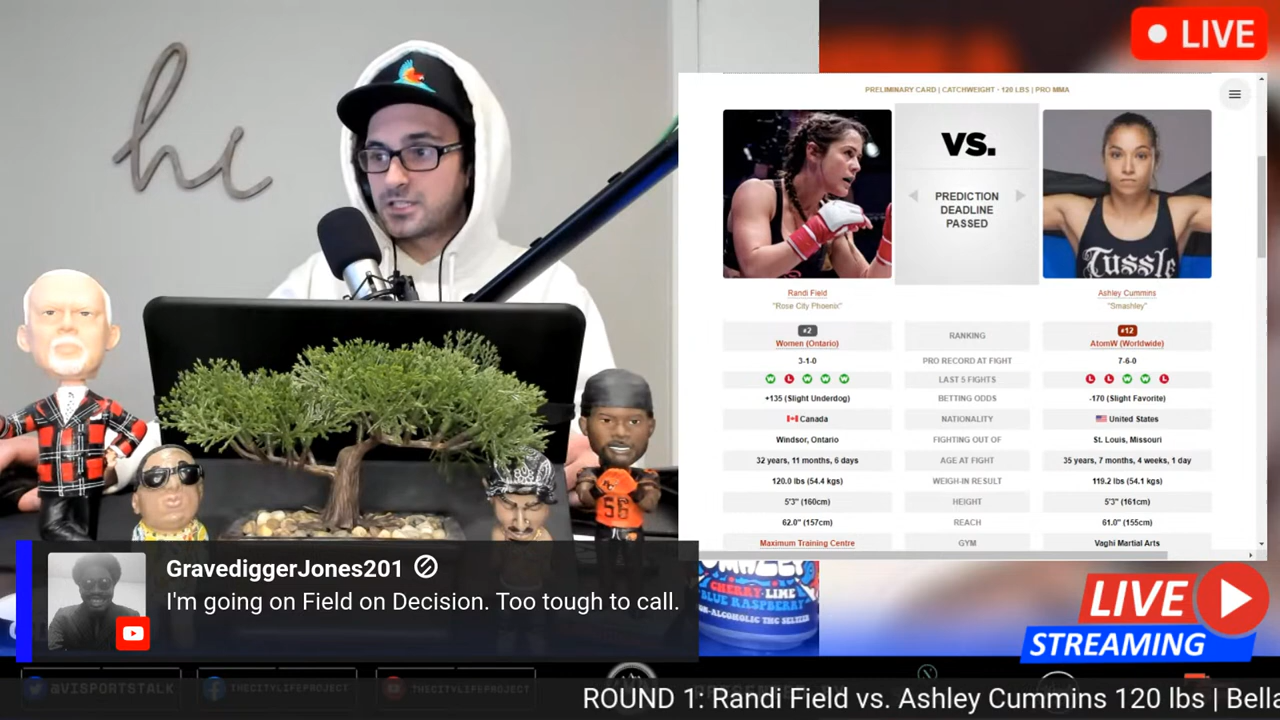 hi
LIVE
PRELIMINARY CARD | CATCHWEIGHT - 120 LBS | PRO MMA
VS.
PREDICTION
DEADLINE
PASSED
Tussle
Randi Field
Ashley Cummins
"Rose City Phoenix"
"Smashley"
#2
RANKING
#12
Women (Ontario)
AtomW (Worldwide)
3-1-0
PRO RECORD AT FIGHT
7-6-0
W L W W W
LAST 5 FIGHTS
L L W W L
+135 (Slight Underdog)
BETTING ODDS
-170 (Slight Favorite)
Canada
NATIONALITY
United States
Windsor, Ontario
FIGHTING OUT OF
St. Louis, Missouri
32 years, 11 months, 6 days
AGE AT FIGHT
35 years, 7 months, 4 weeks, 1 day
120.0 lbs (54.4 kgs)
WEIGH-IN RESULT
119.2 lbs (54.1 kgs)
5'3" (160cm)
HEIGHT
5'3" (161cm)
62.0" (157cm)
REACH
61.0" (155cm)
Maximum Training Centre
GYM
Vaghi Martial Arts
56
GravediggerJones201
I'm going on Field on Decision. Too tough to call.
CHERRY-LIME
BLUE RASPBERRY
LIVE
STREAMING
@VISPORTSTALK
THECITYLIFEPROJECT
THECITYLIFEPROJECT
ROUND 1: Randi Field vs. Ashley Cummins 120 lbs | Bella